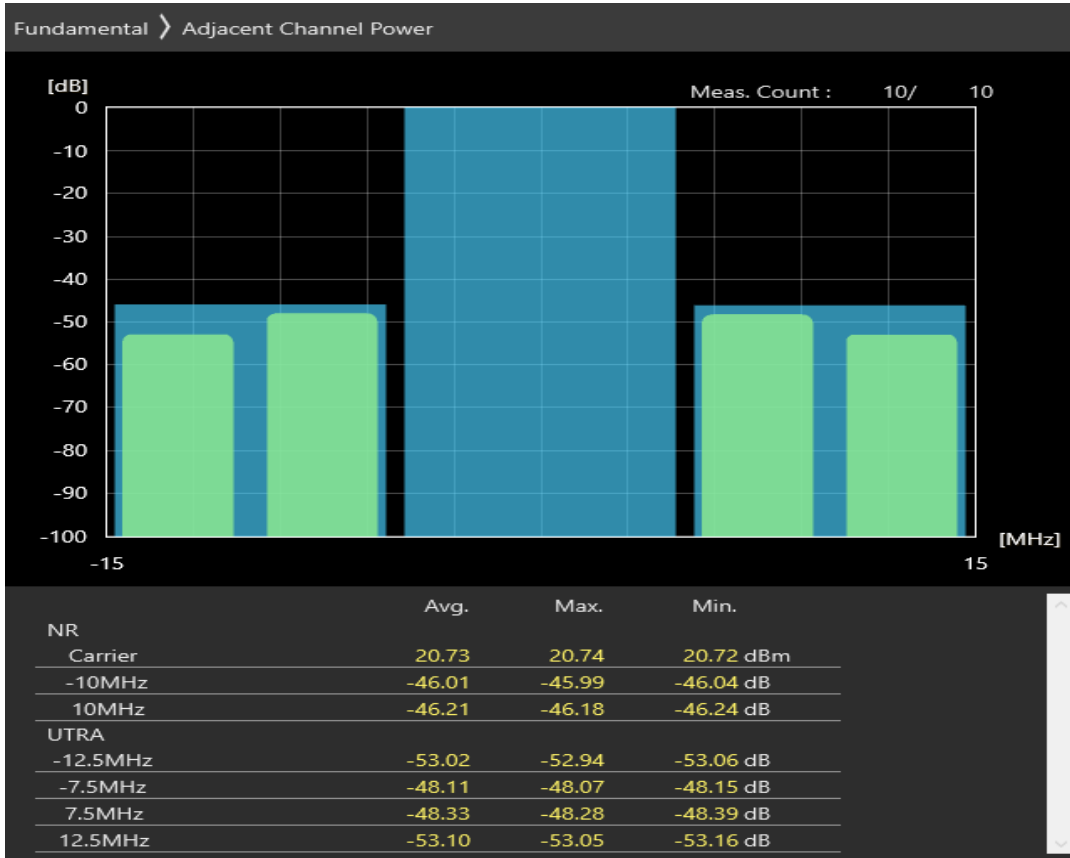 Fundamental ❭ Adjacent Channel Power
[dB]
Meas. Count : 10/ 10
0
-10
-20
-30
-40
-50
-60
-70
-80
-90
-100
[MHz]
-15 15
Avg. Max. Min.
NR
Carrier 20.73 20.74 20.72 dBm
-10MHz -46.01 -45.99 -46.04 dB
10MHz -46.21 -46.18 -46.24 dB
UTRA
-12.5MHz -53.02 -52.94 -53.06 dB
-7.5MHz -48.11 -48.07 -48.15 dB
7.5MHz -48.33 -48.28 -48.39 dB
12.5MHz -53.10 -53.05 -53.16 dB